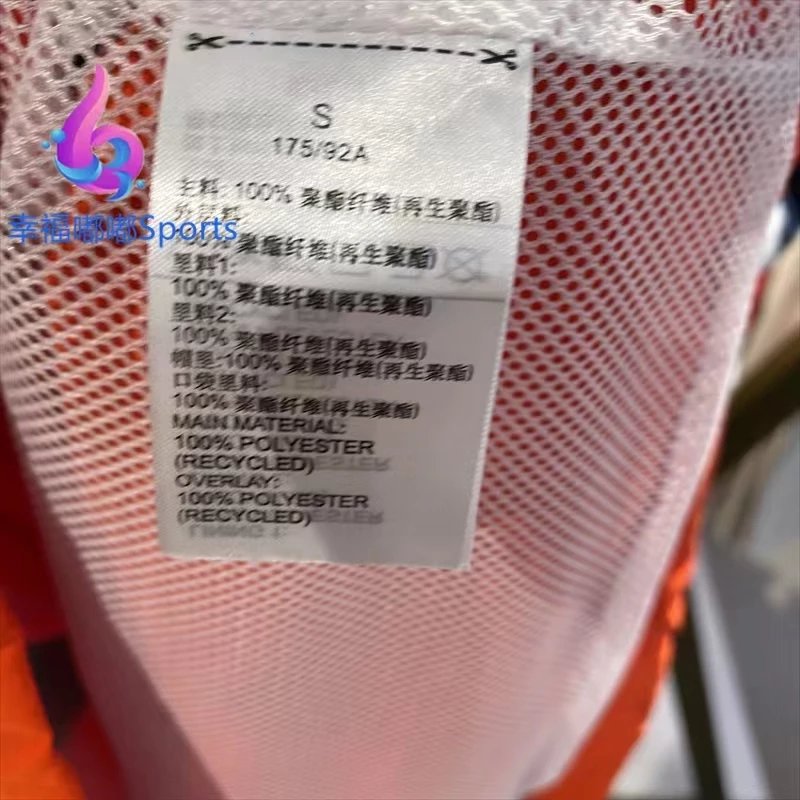 S
175/92A
主料: 100% 聚酯纤维(再生聚酯)
聚酯纤维(再生聚酯)
里料1:
100% 聚酯纤维(再生聚酯)
里料2:
100% 聚酯纤维(再生聚酯)
帽里:100% 聚酯纤维(再生聚酯)
口袋里料:
100% 聚酯纤维(再生聚酯)
MAIN MATERIAL:
100% POLYESTER
(RECYCLED)
OVERLAY:
100% POLYESTER
(RECYCLED)
幸福嘟嘟Sports